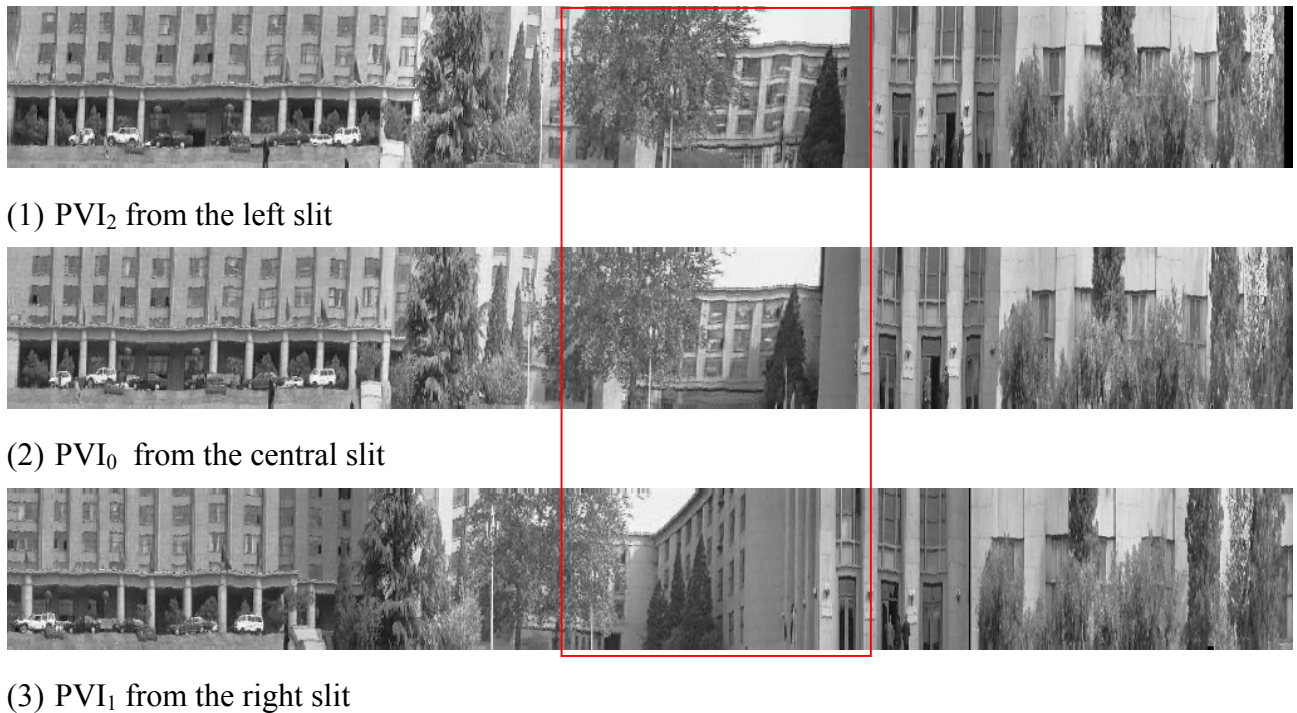 (1) PVI₂ from the left slit
(2) PVI₀ from the central slit
(3) PVI₁ from the right slit